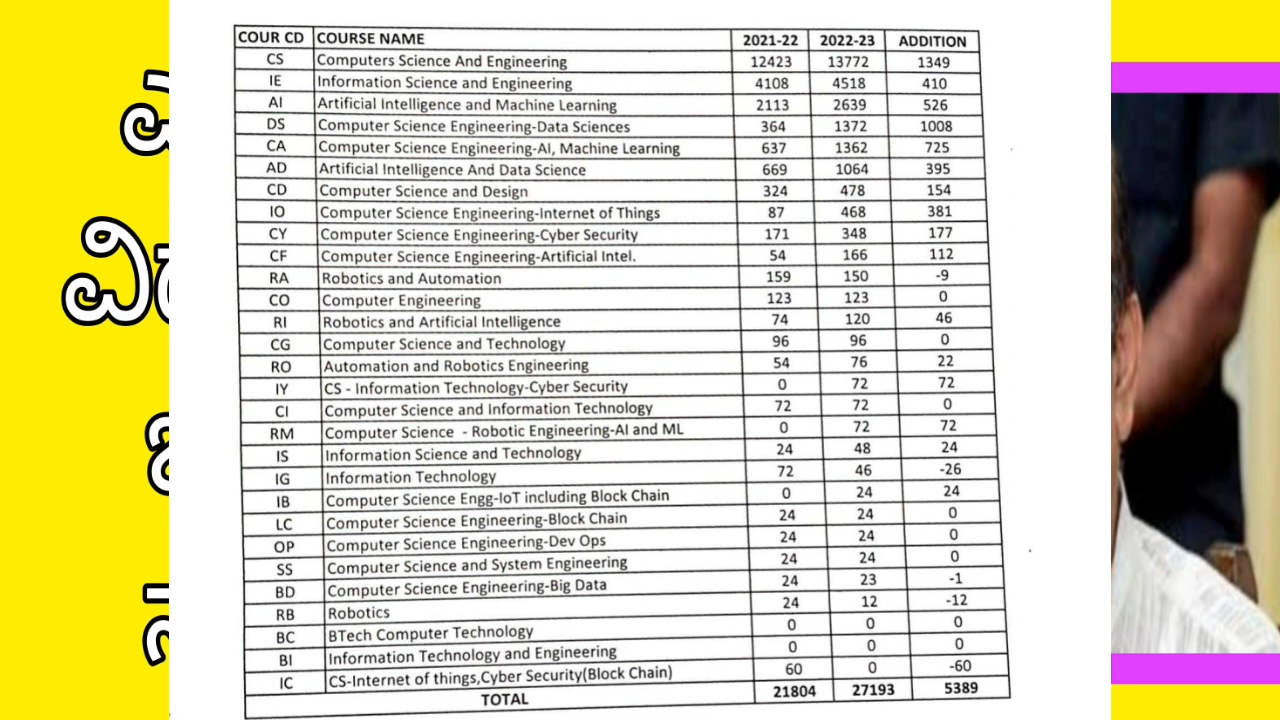 COUR CD COURSE NAME 2021-22 2022-23 ADDITION
CS Computers Science And Engineering 12423 13772 1349
IE Information Science and Engineering 4108 4518 410
AI Artificial Intelligence and Machine Learning 2113 2639 526
DS Computer Science Engineering-Data Sciences 364 1372 1008
CA Computer Science Engineering-AI, Machine Learning 637 1362 725
AD Artificial Intelligence And Data Science 669 1064 395
CD Computer Science and Design 324 478 154
IO Computer Science Engineering-Internet of Things 87 468 381
CY Computer Science Engineering-Cyber Security 171 348 177
CF Computer Science Engineering-Artificial Intel. 54 166 112
RA Robotics and Automation 159 150 -9
CO Computer Engineering 123 123 0
RI Robotics and Artificial Intelligence 74 120 46
CG Computer Science and Technology 96 96 0
RO Automation and Robotics Engineering 54 76 22
IY CS - Information Technology-Cyber Security 0 72 72
CI Computer Science and Information Technology 72 72 0
RM Computer Science - Robotic Engineering-AI and ML 0 72 72
IS Information Science and Technology 24 48 24
IG Information Technology 72 46 -26
IB Computer Science Engg-IoT including Block Chain 0 24 24
LC Computer Science Engineering-Block Chain 24 24 0
OP Computer Science Engineering-Dev Ops 24 24 0
SS Computer Science and System Engineering 24 24 0
BD Computer Science Engineering-Big Data 24 23 -1
RB Robotics 24 12 -12
BC BTech Computer Technology 0 0 0
BI Information Technology and Engineering 0 0 0
IC CS-Internet of things,Cyber Security(Block Chain) 60 0 -60
TOTAL 21804 27193 5389